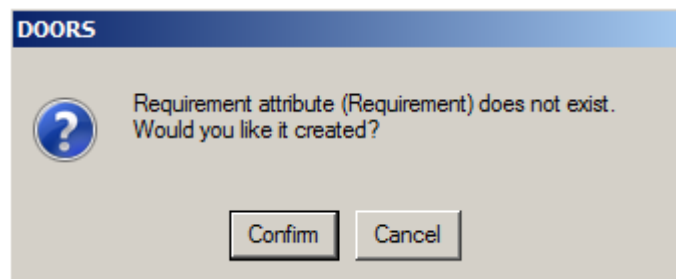 DOORS
Requirement attribute (Requirement) does not exist.
Would you like it created?
Confirm
Cancel